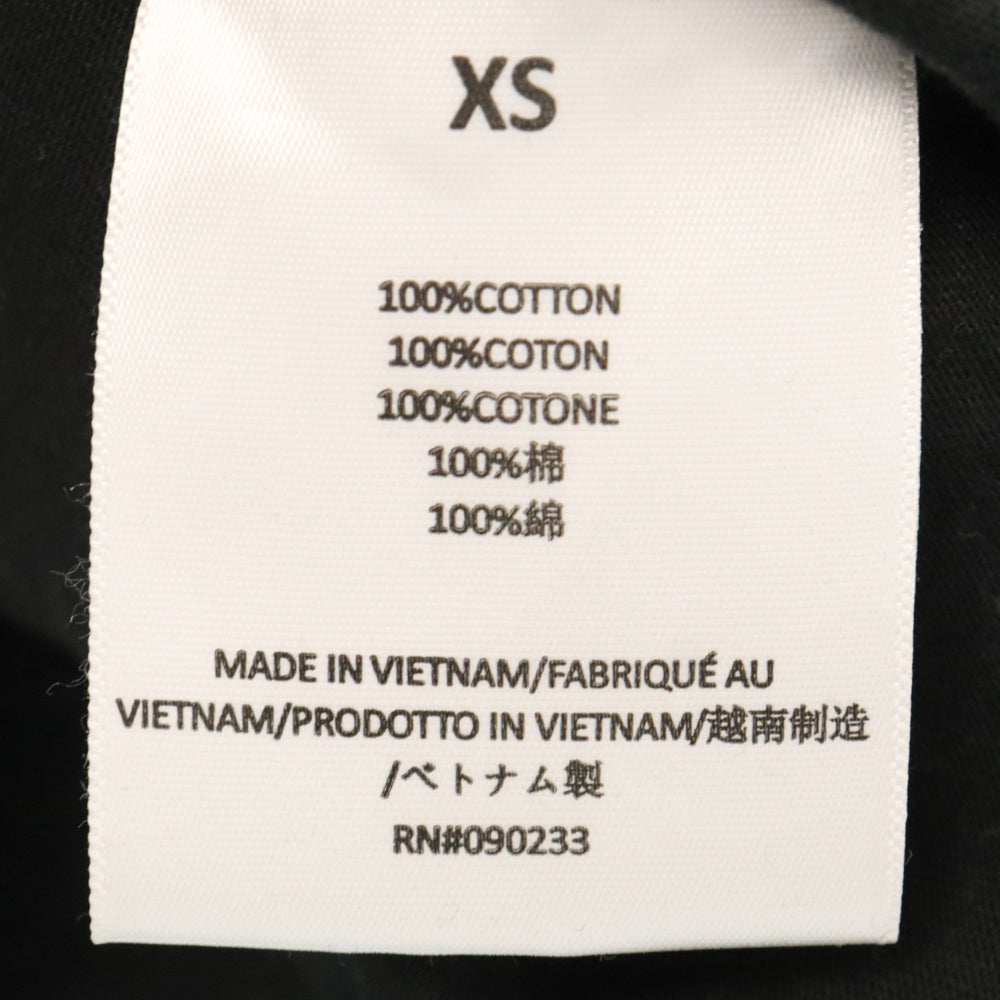 XS
100%COTTON
100%COTON
100%COTONE
100%棉
100%綿
MADE IN VIETNAM/FABRIQUÉ AU
VIETNAM/PRODOTTO IN VIETNAM/越南制造
/ベトナム製
RN#090233